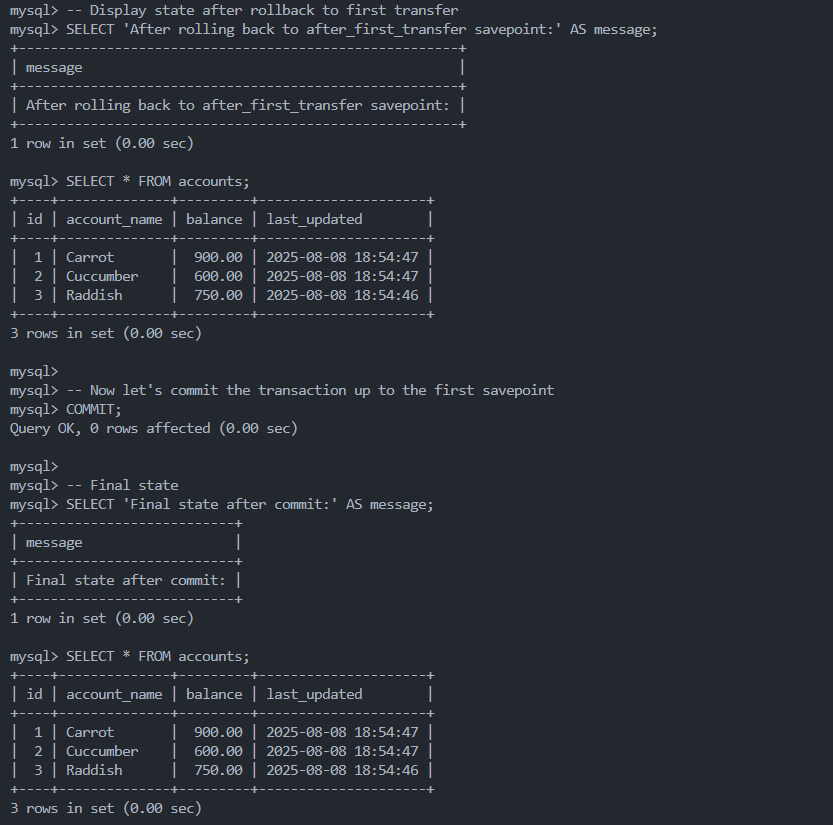 mysql> -- Display state after rollback to first transfer
mysql> SELECT 'After rolling back to after_first_transfer savepoint:' AS message;
+-------------------------------------------------------+
| message                                               |
+-------------------------------------------------------+
| After rolling back to after_first_transfer savepoint: |
+-------------------------------------------------------+
1 row in set (0.00 sec)

mysql> SELECT * FROM accounts;
+----+--------------+---------+---------------------+
| id | account_name | balance | last_updated        |
+----+--------------+---------+---------------------+
|  1 | Carrot       |  900.00 | 2025-08-08 18:54:47 |
|  2 | Cuccumber    |  600.00 | 2025-08-08 18:54:47 |
|  3 | Raddish      |  750.00 | 2025-08-08 18:54:46 |
+----+--------------+---------+---------------------+
3 rows in set (0.00 sec)

mysql>
mysql> -- Now let's commit the transaction up to the first savepoint
mysql> COMMIT;
Query OK, 0 rows affected (0.00 sec)

mysql>
mysql> -- Final state
mysql> SELECT 'Final state after commit:' AS message;
+---------------------------+
| message                   |
+---------------------------+
| Final state after commit: |
+---------------------------+
1 row in set (0.00 sec)

mysql> SELECT * FROM accounts;
+----+--------------+---------+---------------------+
| id | account_name | balance | last_updated        |
+----+--------------+---------+---------------------+
|  1 | Carrot       |  900.00 | 2025-08-08 18:54:47 |
|  2 | Cuccumber    |  600.00 | 2025-08-08 18:54:47 |
|  3 | Raddish      |  750.00 | 2025-08-08 18:54:46 |
+----+--------------+---------+---------------------+
3 rows in set (0.00 sec)